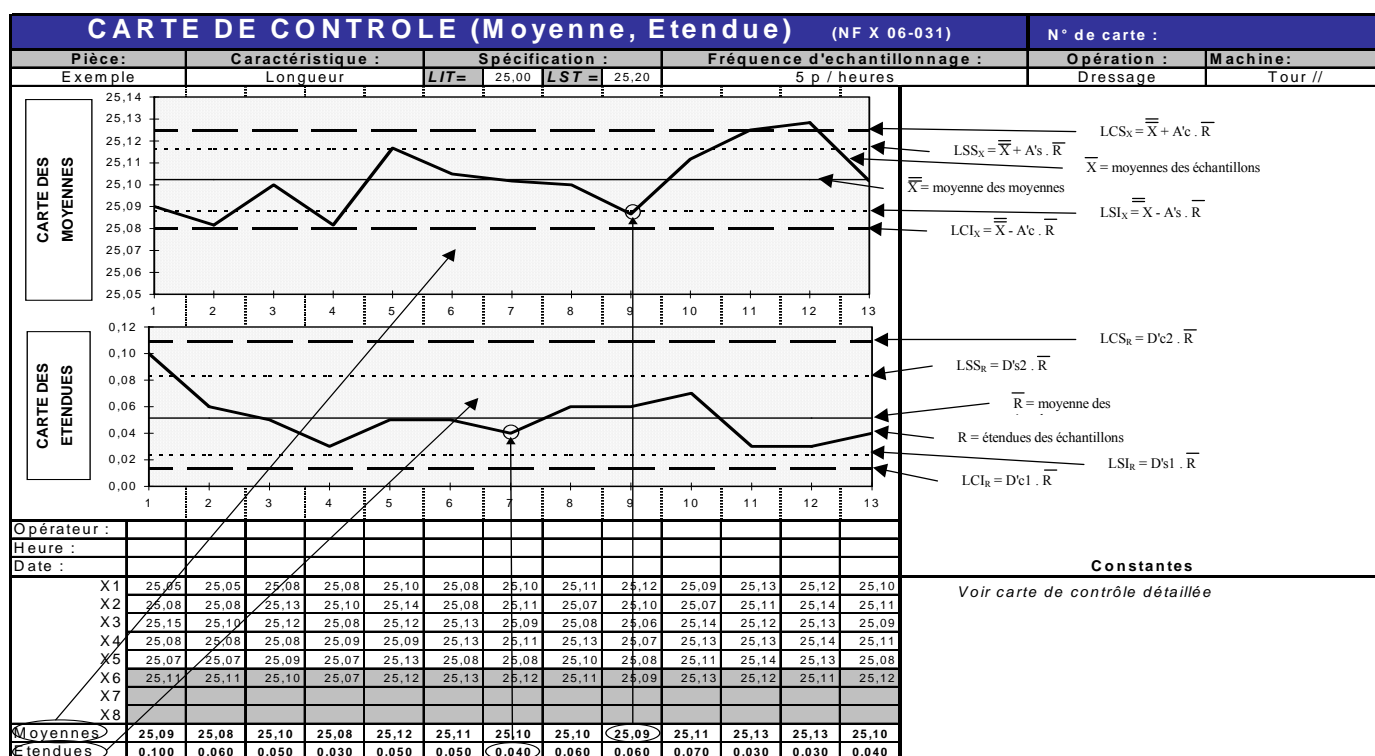 CARTE DE CONTROLE (Moyenne, Etendue) (NF X 06-031) N° de carte :
Pièce: Caractéristique : Spécification : Fréquence d'echantillonnage : Opération : Machine:
Exemple Longueur LIT= 25,00 LST = 25,20 5 p / heures Dressage Tour //
CARTE DES MOYENNES
25,14
25,13
25,12
25,11
25,10
25,09
25,08
25,07
25,06
25,05
1 2 3 4 5 6 7 8 9 10 11 12 13
LCSX = X + A'c . R
LSSX = X + A's . R
X = moyennes des échantillons
X = moyenne des moyennes
LSIX = X - A's . R
LCIX = X - A'c . R
CARTE DES ETENDUES
0,12
0,10
0,08
0,06
0,04
0,02
0,00
1 2 3 4 5 6 7 8 9 10 11 12 13
LCSR = D'c2 . R
LSSR = D's2 . R
R = moyenne des
R = étendues des échantillons
LSIR = D's1 . R
LCIR = D'c1 . R
Opérateur :
Heure :
Date :
Constantes
Voir carte de contrôle détaillée
X1 25,05 25,05 25,08 25,08 25,10 25,08 25,10 25,11 25,12 25,09 25,13 25,12 25,10
X2 25,08 25,08 25,13 25,10 25,14 25,08 25,11 25,07 25,10 25,07 25,11 25,14 25,11
X3 25,15 25,10 25,12 25,08 25,12 25,13 25,09 25,08 25,06 25,14 25,12 25,13 25,09
X4 25,08 25,08 25,08 25,09 25,09 25,13 25,11 25,13 25,07 25,13 25,13 25,14 25,11
X5 25,07 25,07 25,09 25,07 25,13 25,08 25,08 25,10 25,08 25,11 25,14 25,13 25,08
X6 25,11 25,11 25,10 25,07 25,12 25,13 25,12 25,11 25,09 25,13 25,12 25,11 25,12
X7
X8
Moyennes 25,09 25,08 25,10 25,08 25,12 25,11 25,10 25,10 25,09 25,11 25,13 25,13 25,10
Etendues 0,100 0,060 0,050 0,030 0,050 0,050 0,040 0,060 0,060 0,070 0,030 0,030 0,040